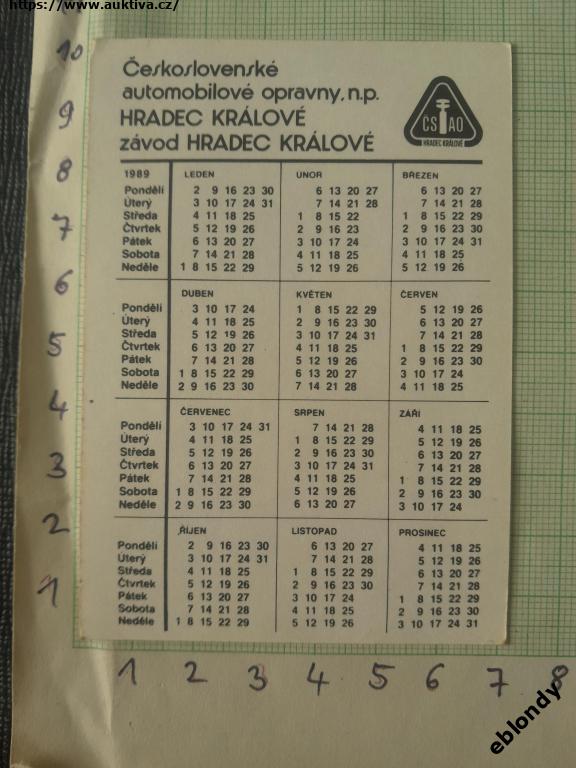 https://www.auktiva.cz/
Československé
automobilové opravny, n.p.
HRADEC KRÁLOVÉ
závod HRADEC KRÁLOVÉ
ČS AO
HRADEC KRÁLOVÉ
1989 LEDEN ÚNOR BŘEZEN
Pondělí 2 9 16 23 30 6 13 20 27 6 13 20 27
Úterý 3 10 17 24 31 7 14 21 28 7 14 21 28
Středa 4 11 18 25 1 8 15 22 1 8 15 22 29
Čtvrtek 5 12 19 26 2 9 16 23 2 9 16 23 30
Pátek 6 13 20 27 3 10 17 24 3 10 17 24 31
Sobota 7 14 21 28 4 11 18 25 4 11 18 25
Neděle 1 8 15 22 29 5 12 19 26 5 12 19 26
DUBEN KVĚTEN ČERVEN
Pondělí 3 10 17 24 1 8 15 22 29 5 12 19 26
Úterý 4 11 18 25 2 9 16 23 30 6 13 20 27
Středa 5 12 19 26 3 10 17 24 31 7 14 21 28
Čtvrtek 6 13 20 27 4 11 18 25 1 8 15 22 29
Pátek 7 14 21 28 5 12 19 26 2 9 16 23 30
Sobota 1 8 15 22 29 6 13 20 27 3 10 17 24
Neděle 2 9 16 23 30 7 14 21 28 4 11 18 25
ČERVENEC SRPEN ZÁŘÍ
Pondělí 3 10 17 24 31 7 14 21 28 4 11 18 25
Úterý 4 11 18 25 1 8 15 22 29 5 12 19 26
Středa 5 12 19 26 2 9 16 23 30 6 13 20 27
Čtvrtek 6 13 20 27 3 10 17 24 31 7 14 21 28
Pátek 7 14 21 28 4 11 18 25 1 8 15 22 29
Sobota 1 8 15 22 29 5 12 19 26 2 9 16 23 30
Neděle 2 9 16 23 30 6 13 20 27 3 10 17 24
ŘÍJEN LISTOPAD PROSINEC
Pondělí 2 9 16 23 30 6 13 20 27 4 11 18 25
Úterý 3 10 17 24 31 7 14 21 28 5 12 19 26
Středa 4 11 18 25 1 8 15 22 29 6 13 20 27
Čtvrtek 5 12 19 26 2 9 16 23 30 7 14 21 28
Pátek 6 13 20 27 3 10 17 24 1 8 15 22 29
Sobota 7 14 21 28 4 11 18 25 2 9 16 23 30
Neděle 1 8 15 22 29 5 12 19 26 3 10 17 24 31
10
9
8
7
6
5
4
3
2
1
1 2 3 4 5 6 7 8
eblondy